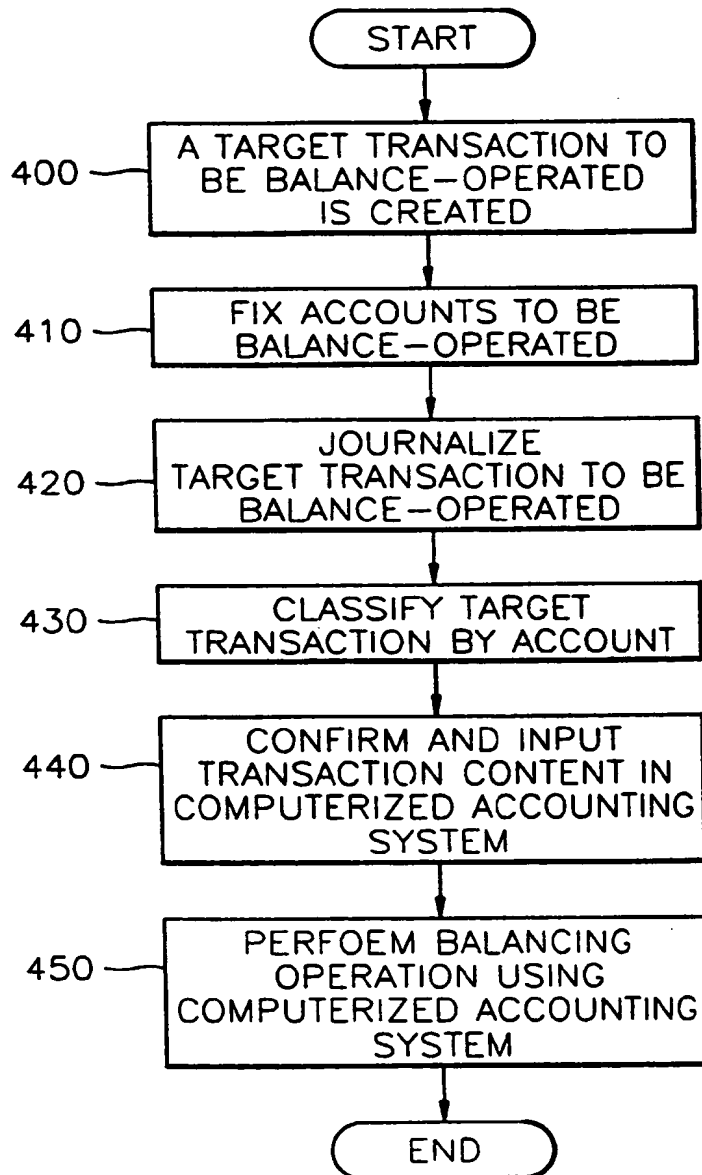 START
400
A TARGET TRANSACTION TO
BE BALANCE-OPERATED
IS CREATED
410
FIX ACCOUNTS TO BE
BALANCE-OPERATED
420
JOURNALIZE
TARGET TRANSACTION TO BE
BALANCE-OPERATED
430
CLASSIFY TARGET
TRANSACTION BY ACCOUNT
440
CONFIRM AND INPUT
TRANSACTION CONTENT IN
COMPUTERIZED ACCOUNTING
SYSTEM
450
PERFOEM BALANCING
OPERATION USING
COMPUTERIZED ACCOUNTING
SYSTEM
END